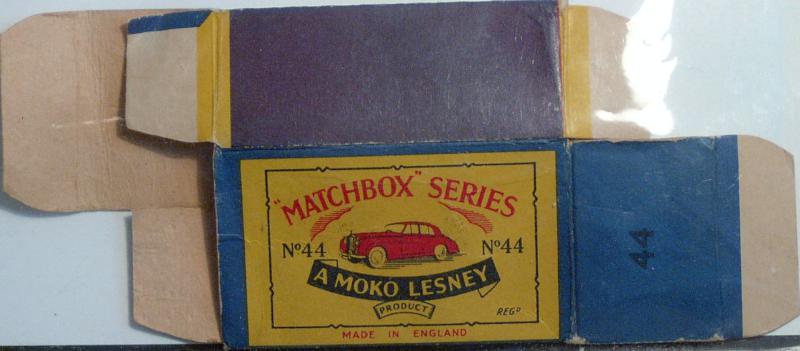 "MATCHBOX" SERIES
Nº44 Nº44
A MOKO LESNEY
PRODUCT
REGD
MADE IN ENGLAND
44